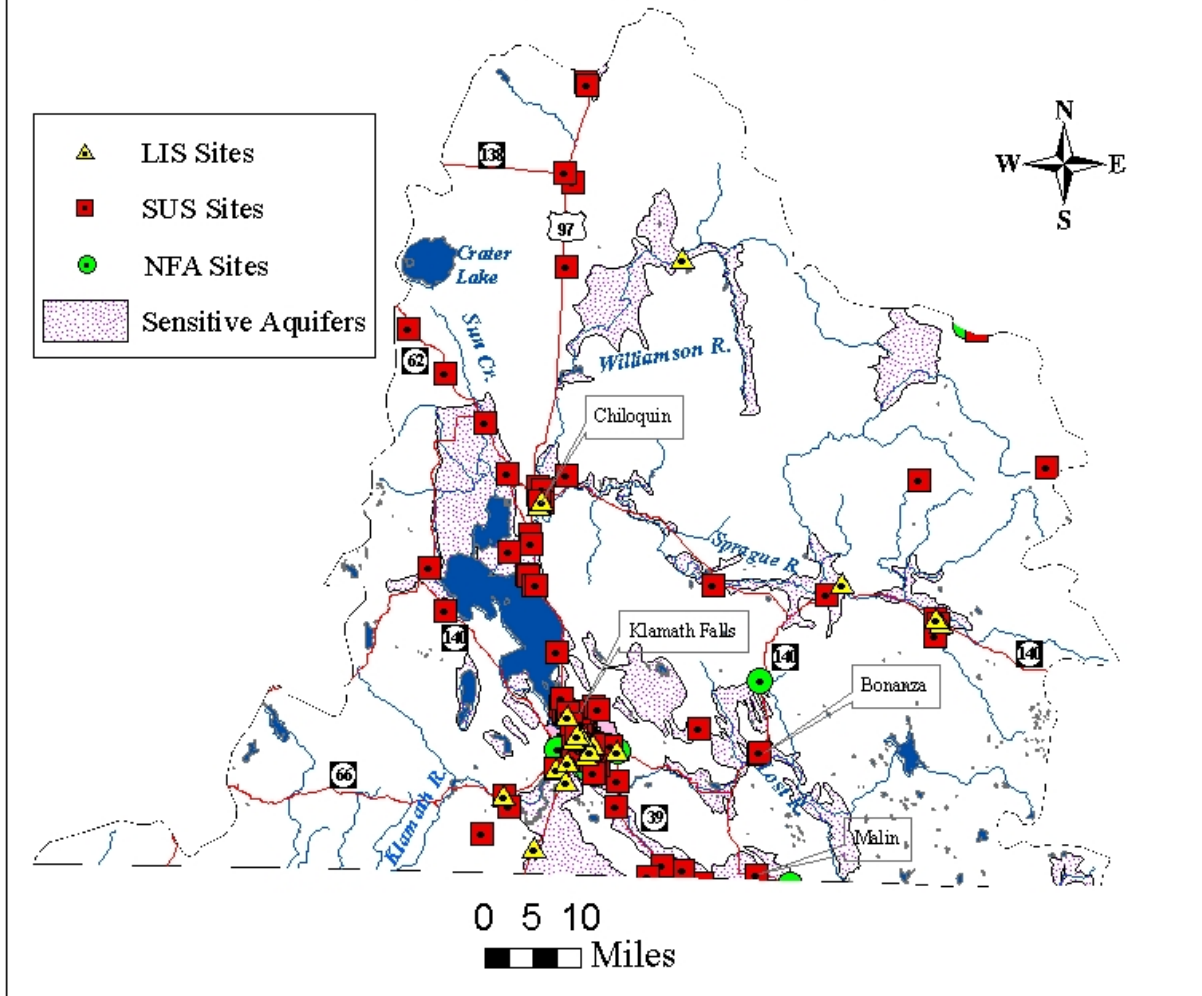 N
W E
S
LIS Sites
SUS Sites
NFA Sites
Sensitive Aquifers
138
97
Crater
Lake
Sun Cr.
62
Williamson R.
Chiloquin
Sprague R
Klamath Falls
140
140
140
Bonanza
66
Klamath R.
Lost R.
39
Malin
0 5 10
Miles